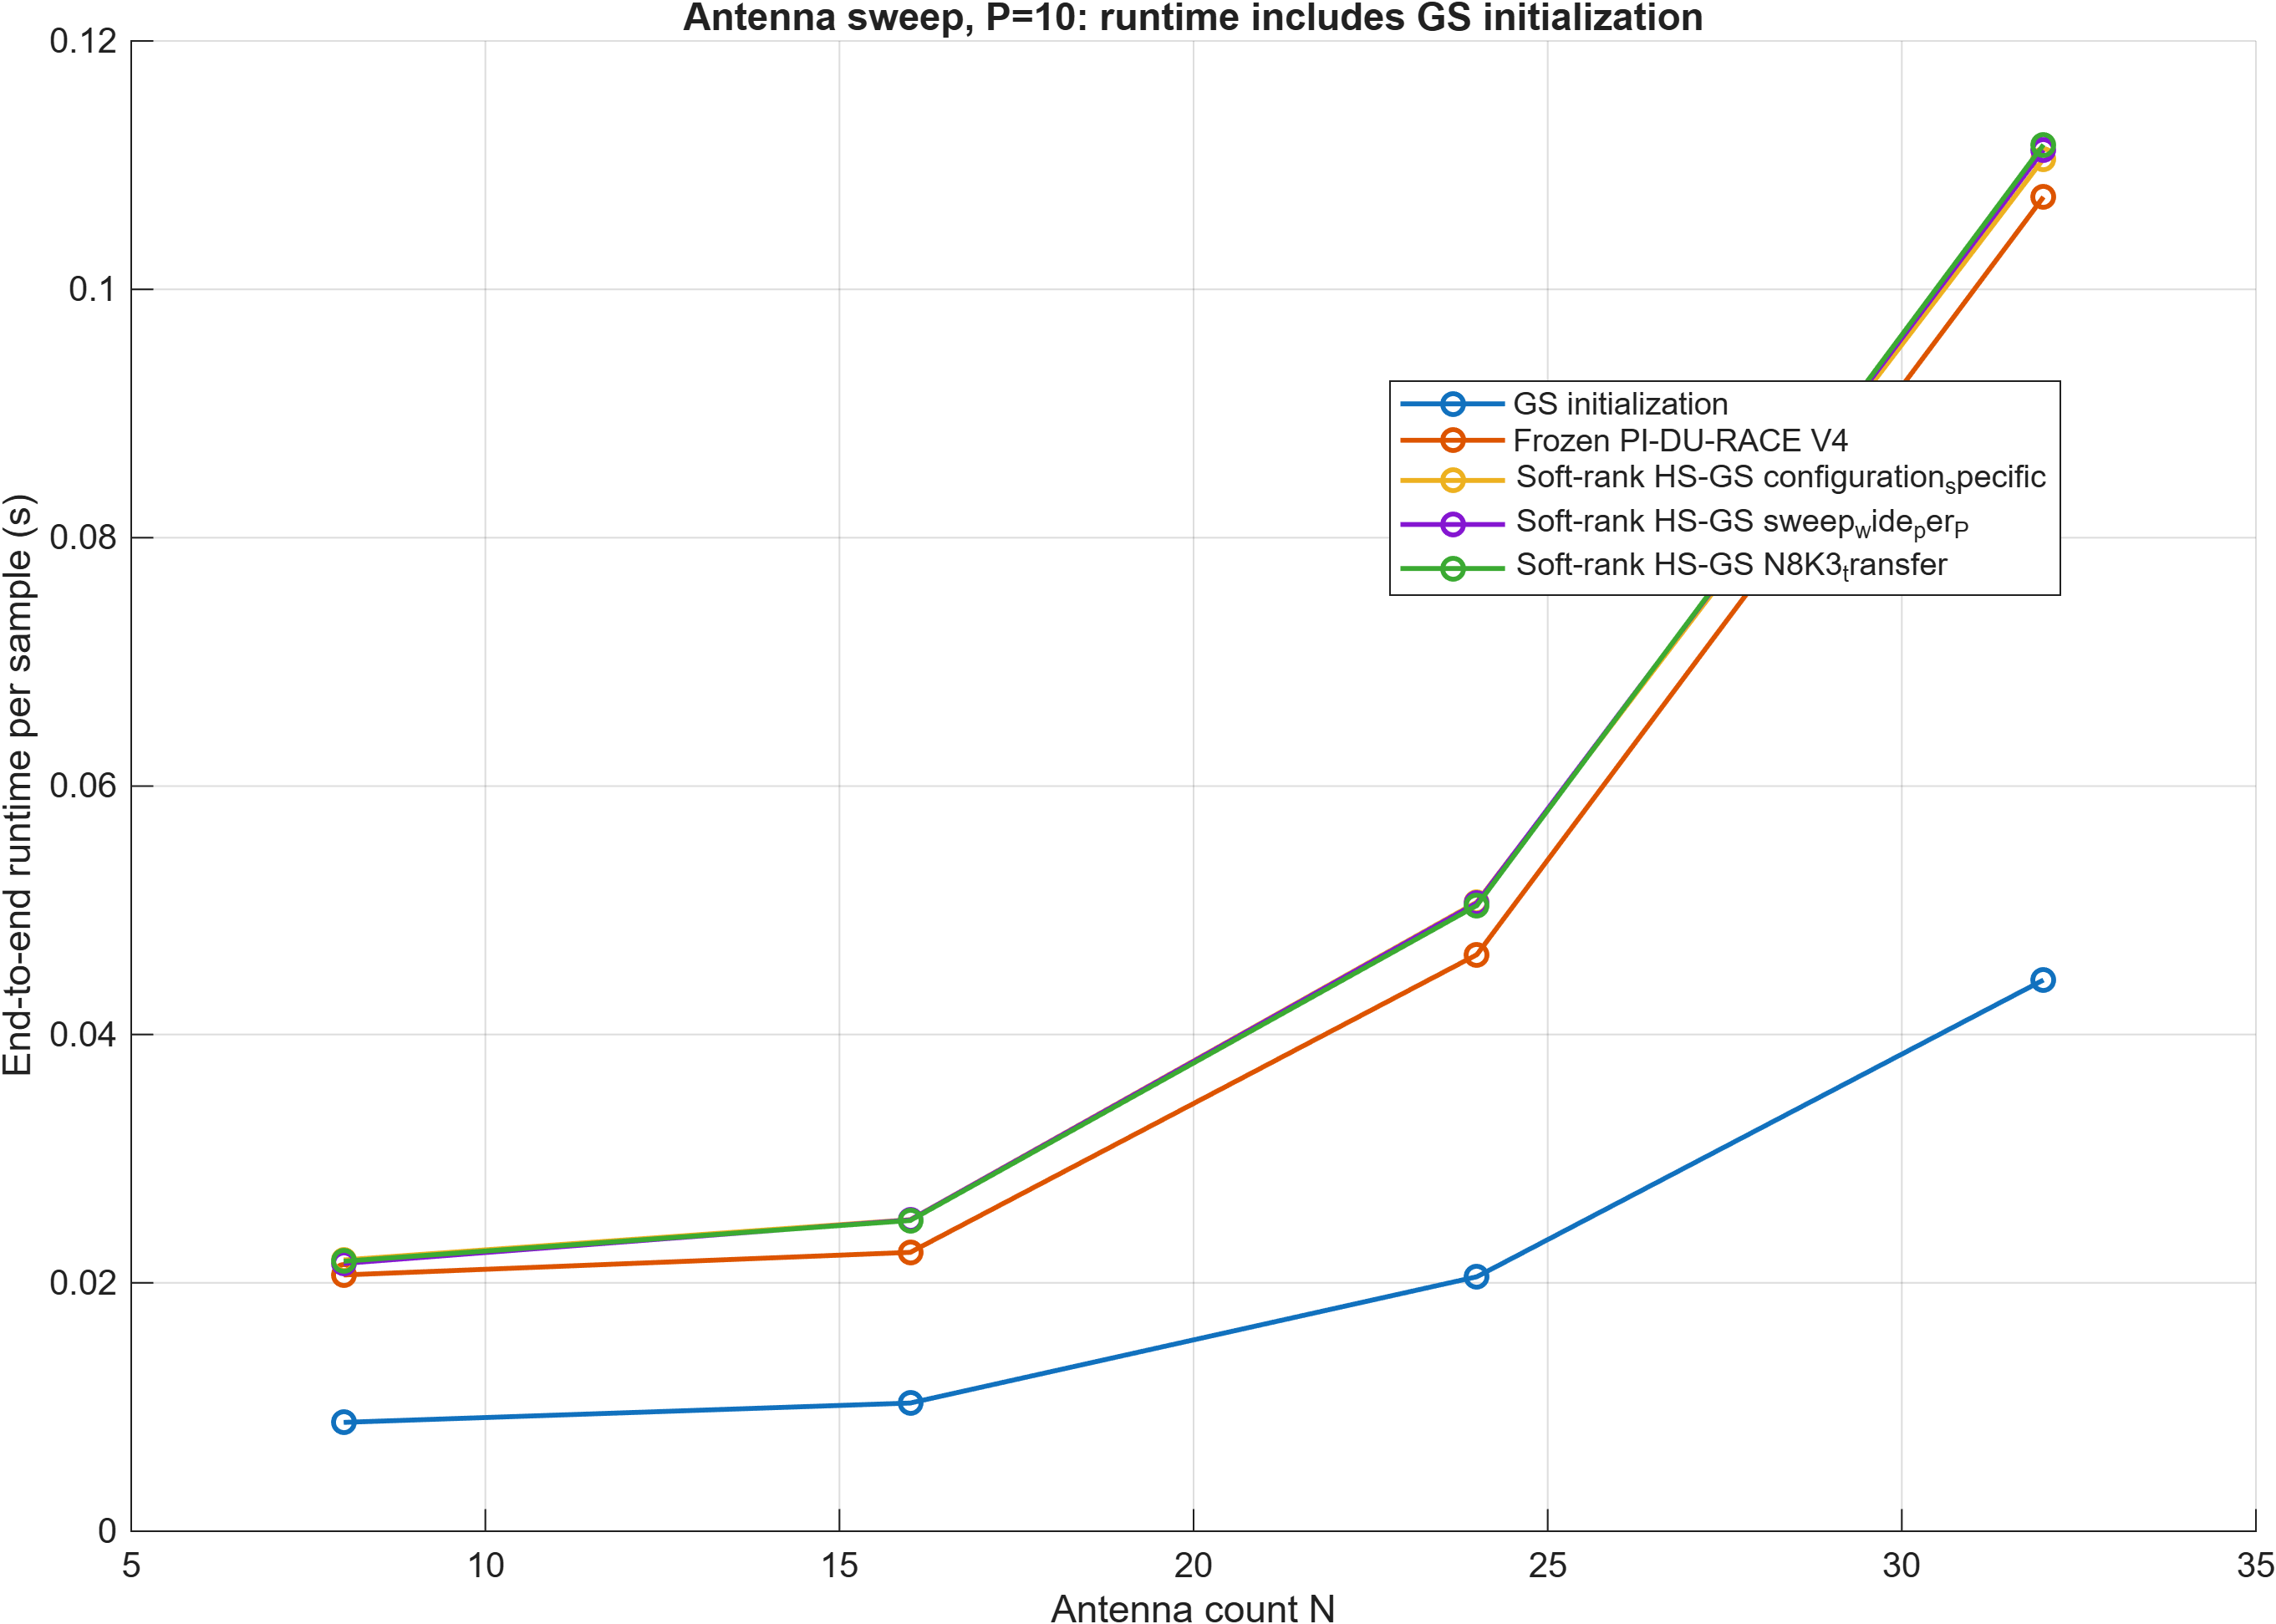 Antenna sweep, P=10: runtime includes GS initialization
0.12
0.1
0.08
0.06
0.04
0.02
0
End-to-end runtime per sample (s)
GS initialization
Frozen PI-DU-RACE V4
Soft-rank HS-GS configurationspecific
Soft-rank HS-GS sweepwideperP
Soft-rank HS-GS N8K3transfer
5 10 15 20 25 30 35
Antenna count N